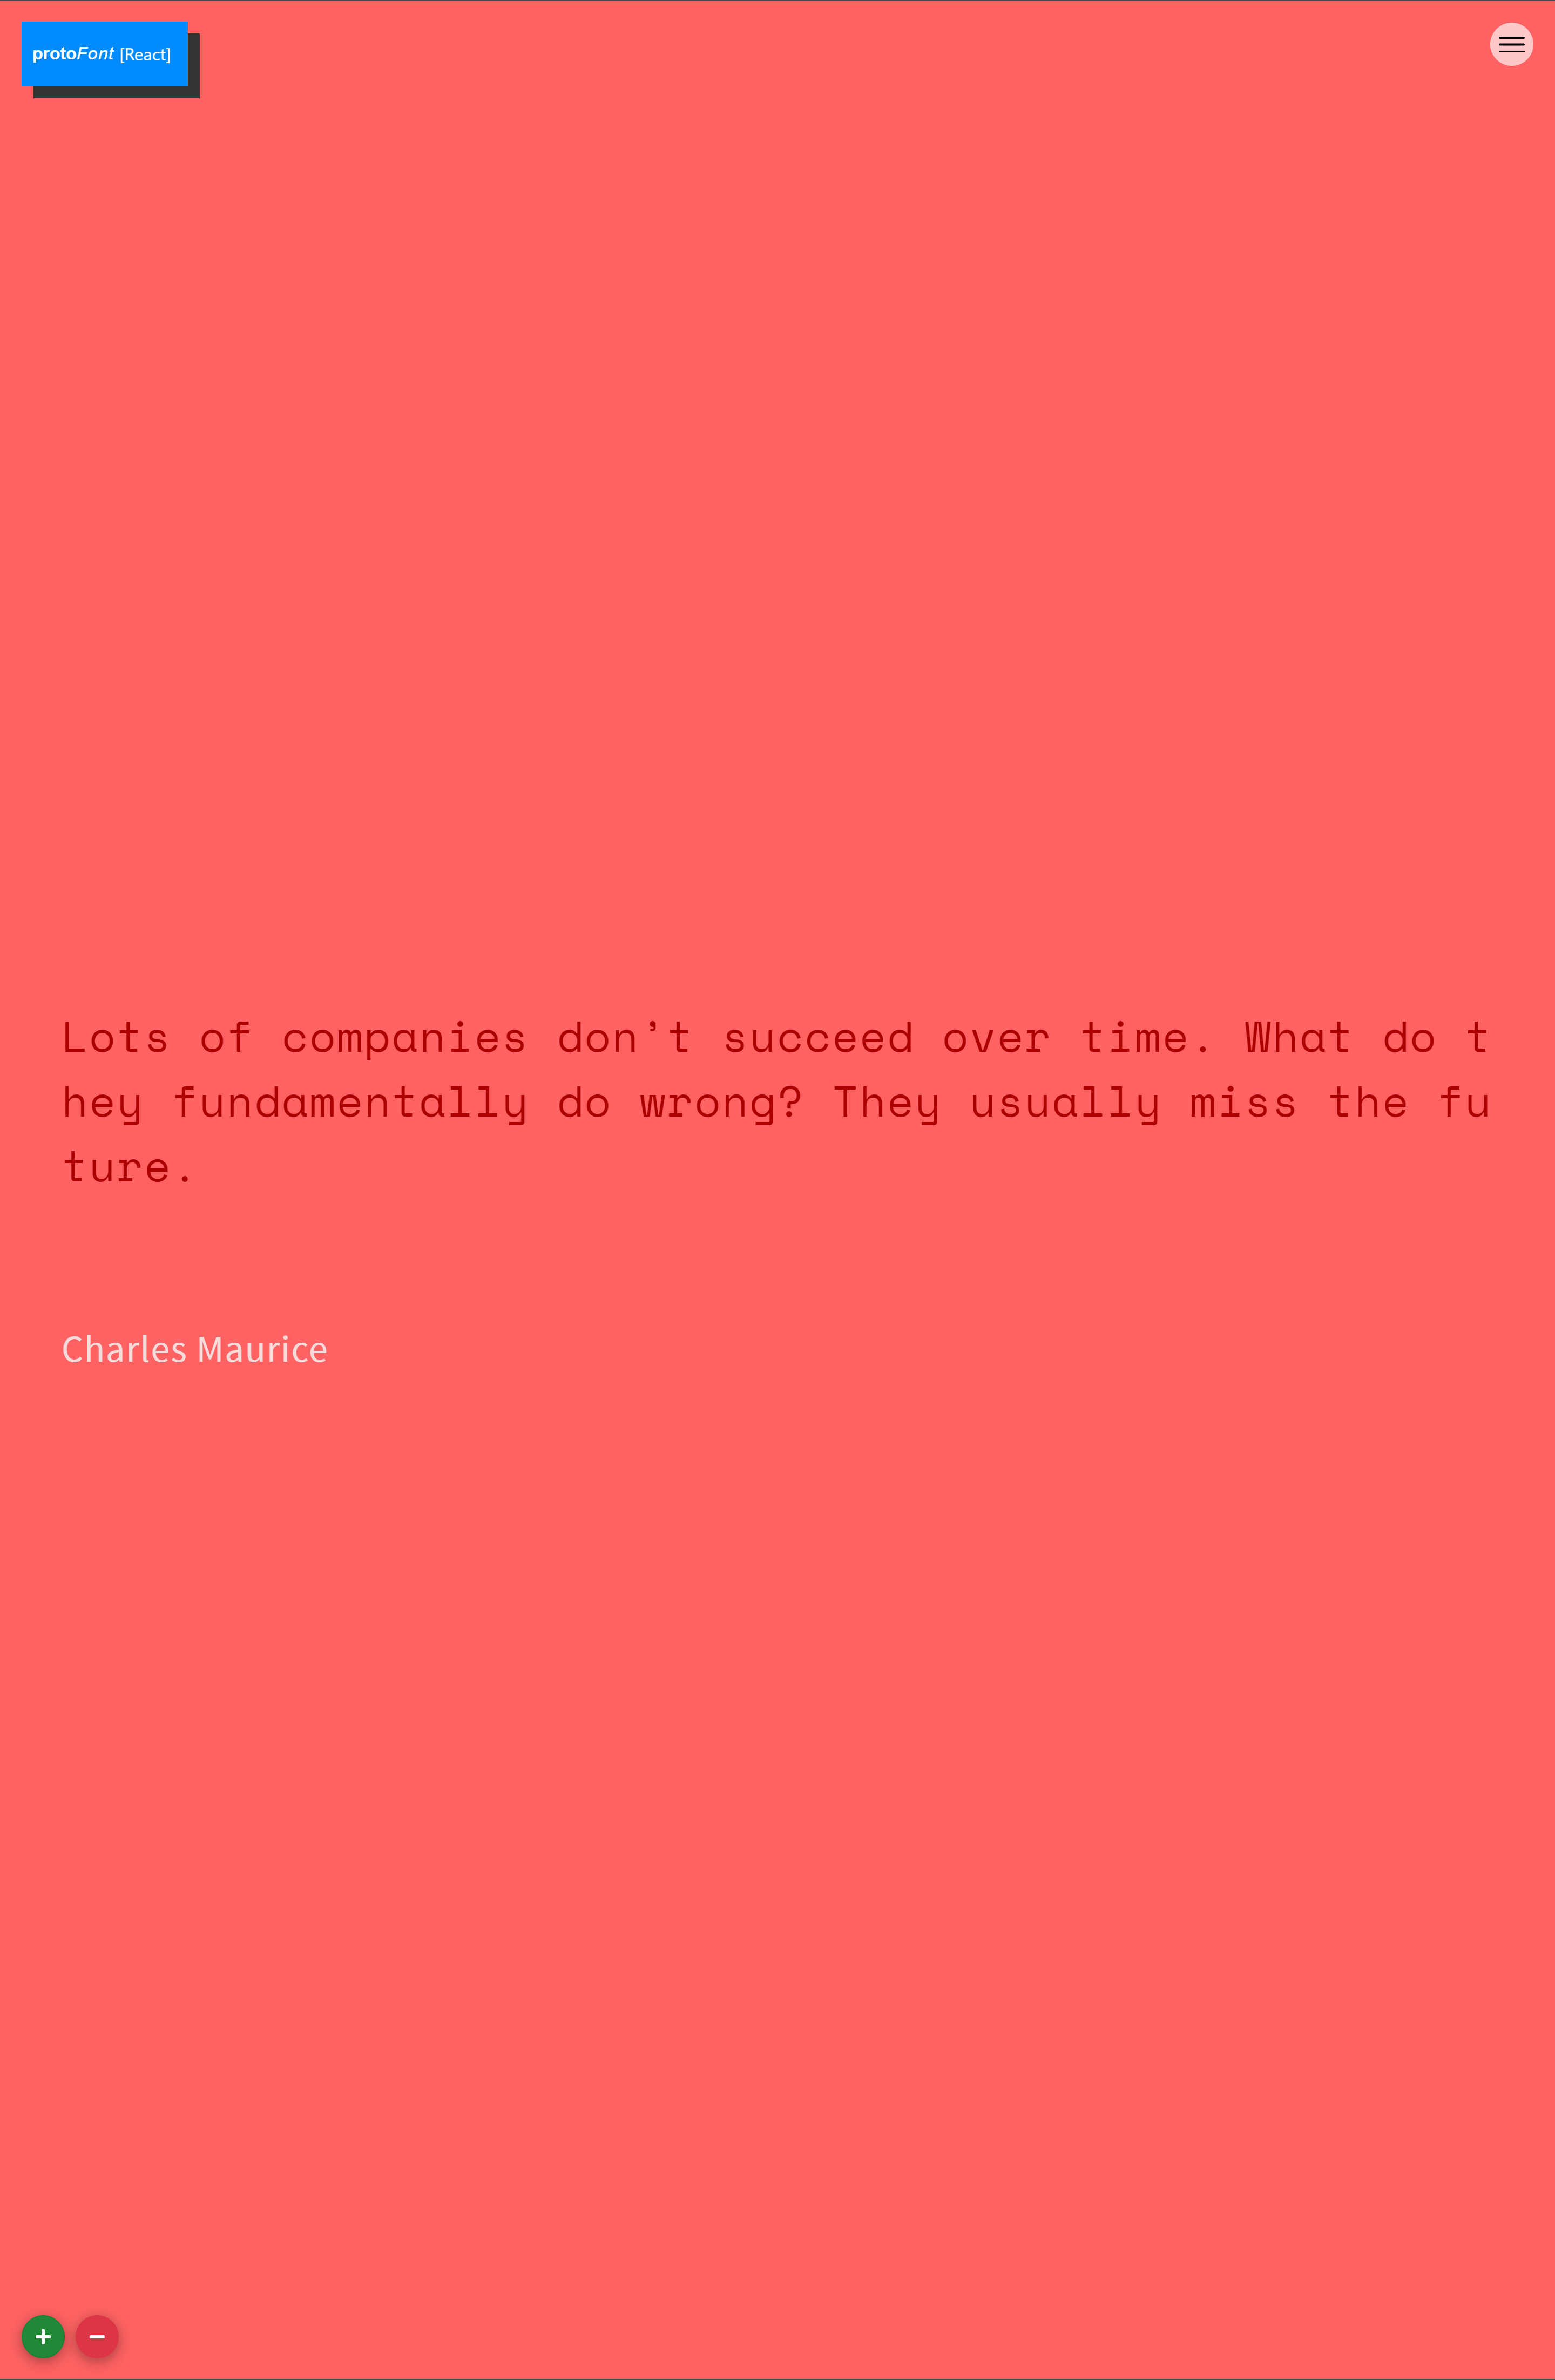 protoFont [React]
Lots of companies don’t succeed over time. What do t
hey fundamentally do wrong? They usually miss the fu
ture.
Charles Maurice